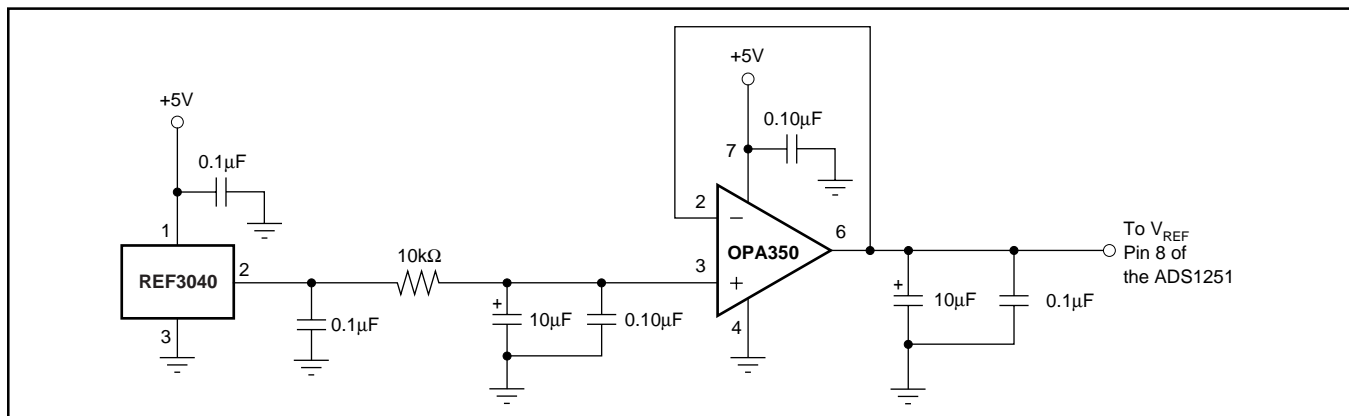 +5V
0.1µF
1
REF3040
2
3
0.1µF
10kΩ
+
10µF
0.10µF
+5V
7
0.10µF
2
−
3
+
OPA350
4
6
+
10µF
0.1µF
To VREF
Pin 8 of
the ADS1251